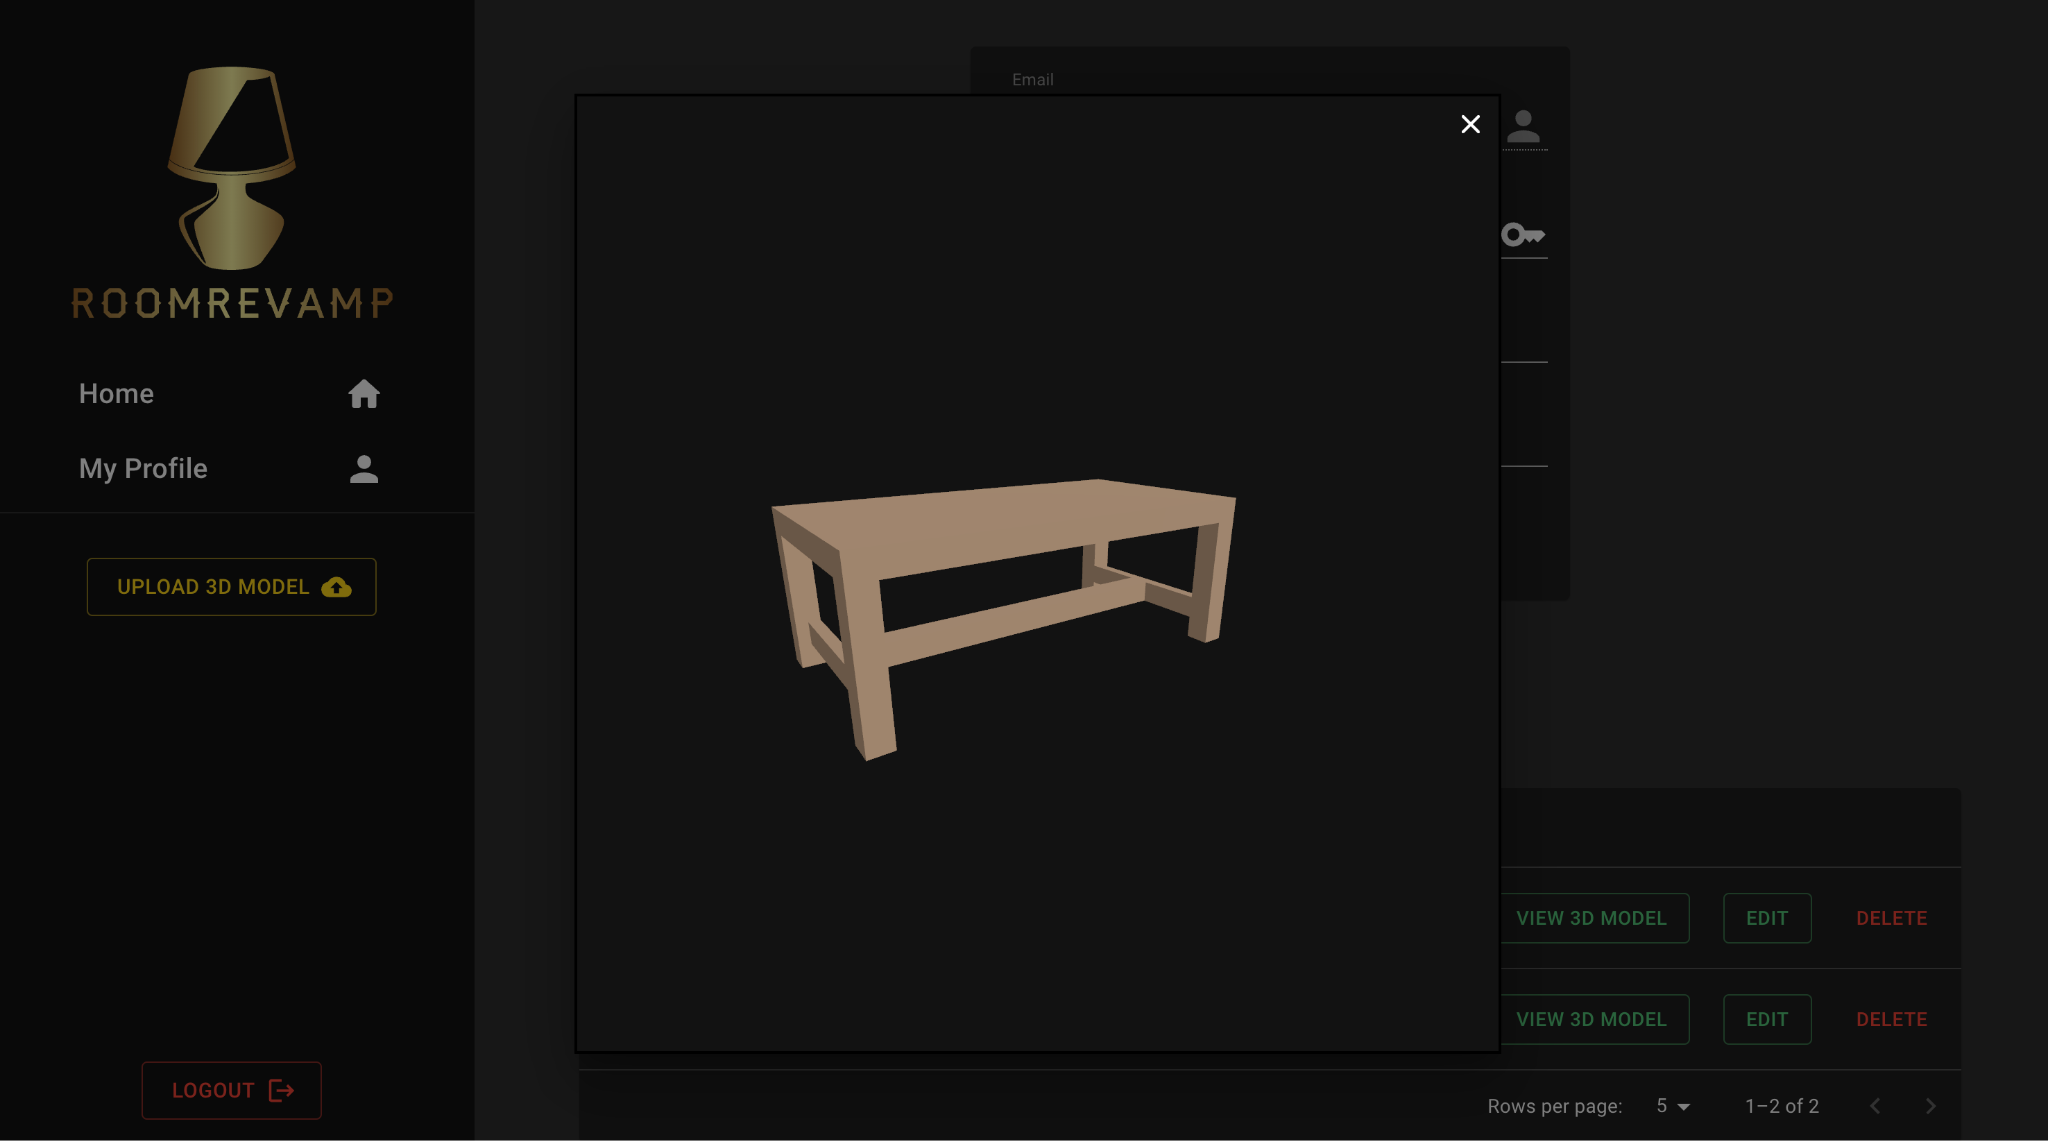 ROOMREVAMP
Home
My Profile
UPLOAD 3D MODEL
LOGOUT
Email
VIEW 3D MODEL EDIT DELETE
VIEW 3D MODEL EDIT DELETE
Rows per page: 5 1–2 of 2